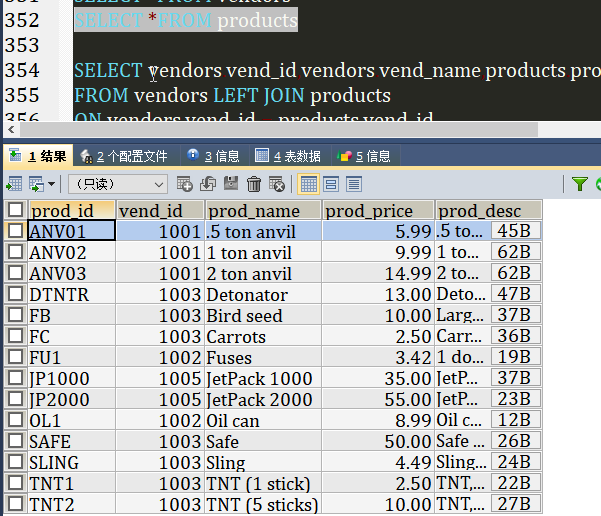 352 SELECT *FROM products
353
354 SELECT vendors vend_id vendors vend_name products
355 FROM vendors LEFT JOIN products
356 ON vendors vend_id products vend_id
1 结果 2 个配置文件 3 信息 4 表数据 5 信息
(只读)
prod_id vend_id prod_name prod_price prod_desc
ANV01 1001 .5 ton anvil 5.99 .5 to... 45B
ANV02 1001 1 ton anvil 9.99 1 to... 62B
ANV03 1001 2 ton anvil 14.99 2 to... 62B
DTNTR 1003 Detonator 13.00 Deto... 47B
FB 1003 Bird seed 10.00 Larg... 37B
FC 1003 Carrots 2.50 Carr... 36B
FU1 1002 Fuses 3.42 1 do... 19B
JP1000 1005 JetPack 1000 35.00 JetP... 37B
JP2000 1005 JetPack 2000 55.00 JetP... 23B
OL1 1002 Oil can 8.99 Oil c... 12B
SAFE 1003 Safe 50.00 Safe ... 26B
SLING 1003 Sling 4.49 Sling... 24B
TNT1 1003 TNT (1 stick) 2.50 TNT,... 22B
TNT2 1003 TNT (5 sticks) 10.00 TNT,... 27B